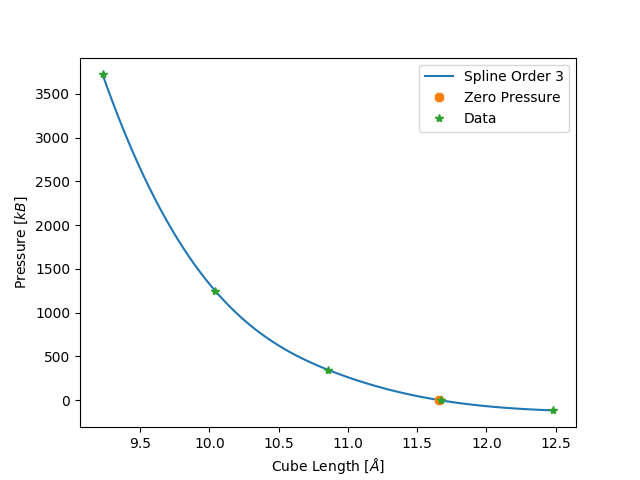 Spline Order 3
Zero Pressure
Data
3500
3000
2500
2000
1500
1000
500
0
Pressure [kB]
9.5 10.0 10.5 11.0 11.5 12.0 12.5
Cube Length [Å]